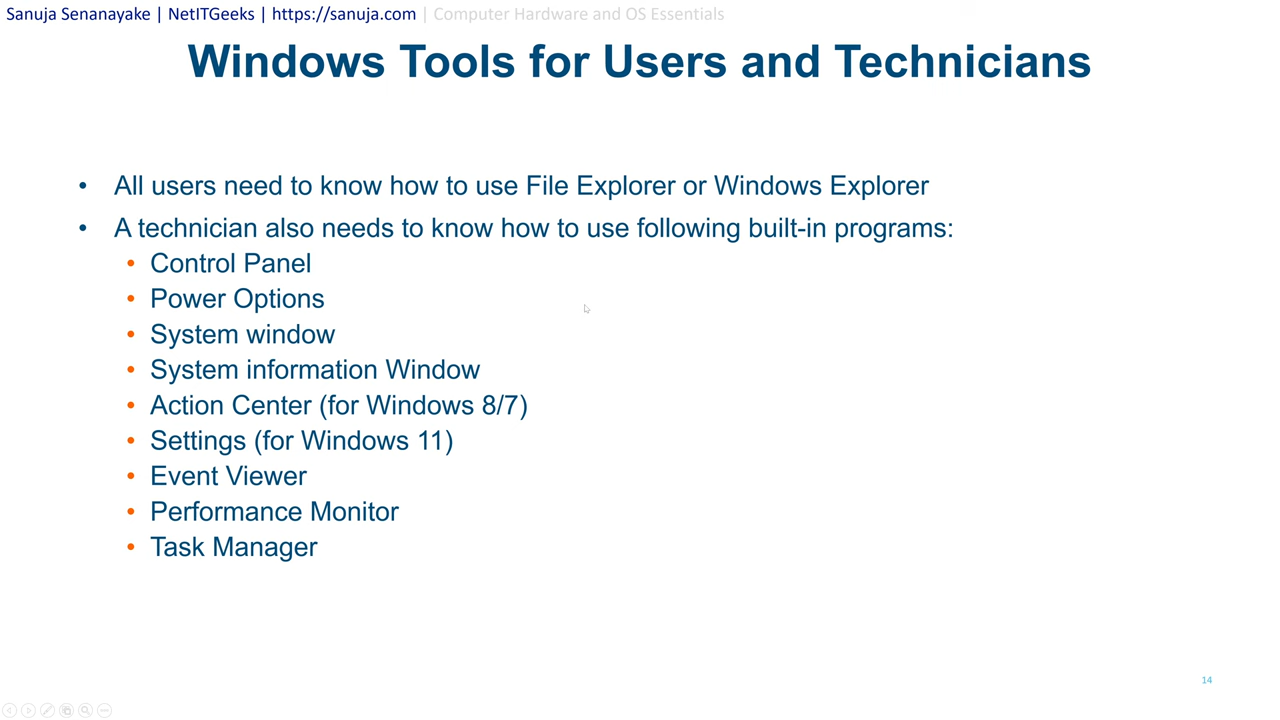 Sanuja Senanayake | NetITGeeks | https://sanuja.com | Computer Hardware and OS Essentials
Windows Tools for Users and Technicians
• All users need to know how to use File Explorer or Windows Explorer
• A technician also needs to know how to use following built-in programs:
• Control Panel
• Power Options
• System window
• System information Window
• Action Center (for Windows 8/7)
• Settings (for Windows 11)
• Event Viewer
• Performance Monitor
• Task Manager
14